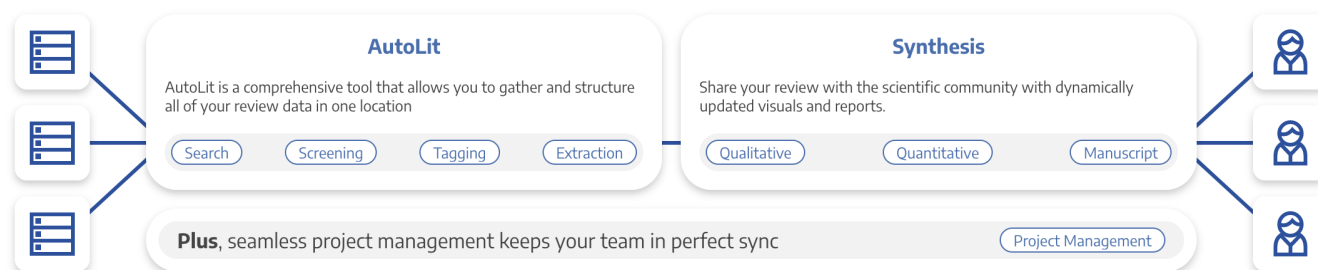 AutoLit
AutoLit is a comprehensive tool that allows you to gather and structure
all of your review data in one location
Search
Screening
Tagging
Extraction
Synthesis
Share your review with the scientific community with dynamically
updated visuals and reports.
Qualitative
Quantitative
Manuscript
Plus, seamless project management keeps your team in perfect sync
Project Management